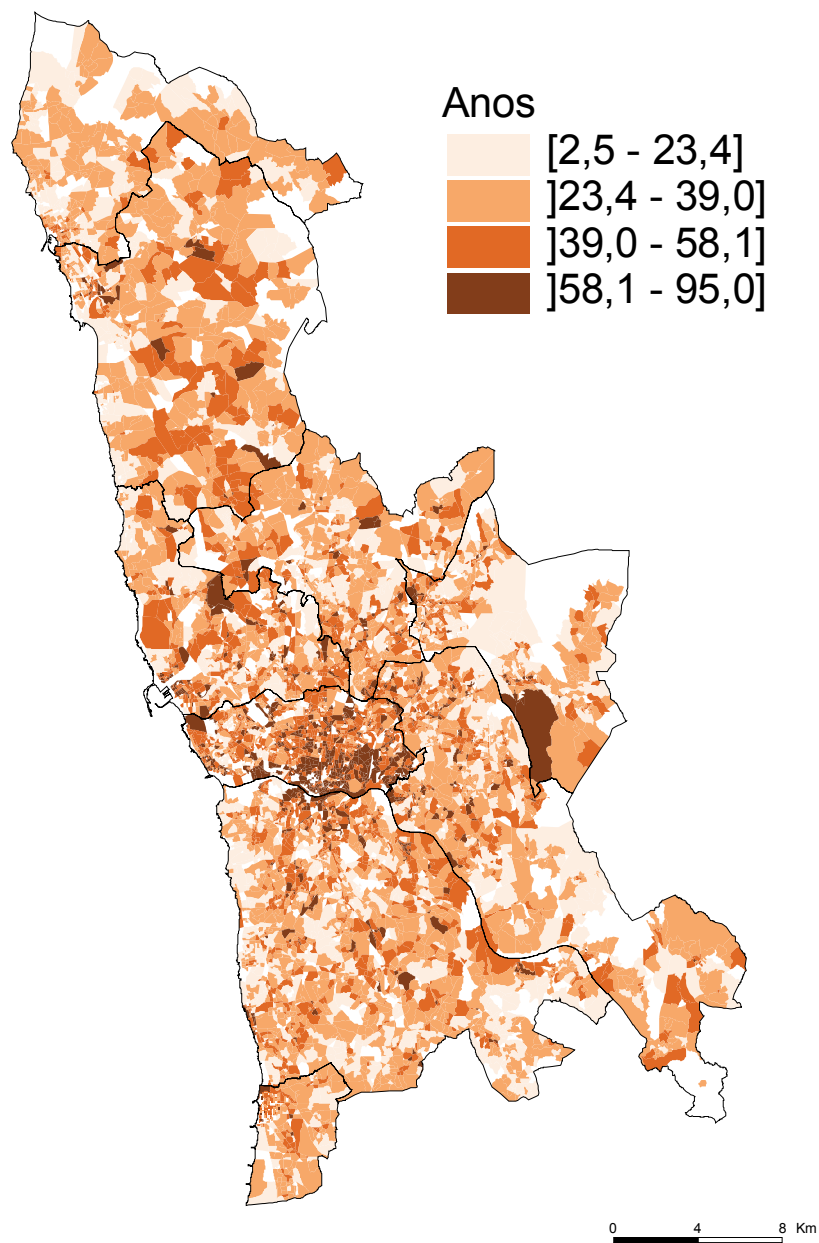 Anos
[2,5 - 23,4]
]23,4 - 39,0]
]39,0 - 58,1]
]58,1 - 95,0]
0 4 8 Km